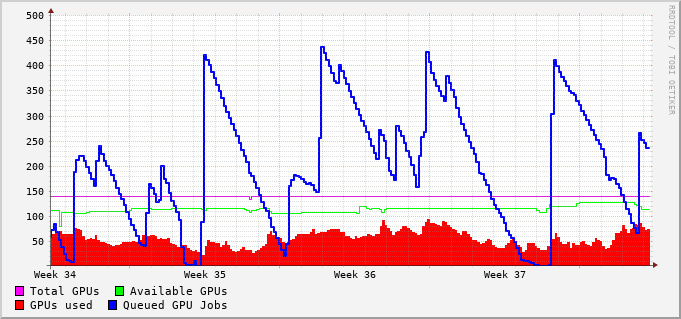 500
450
400
350
300
250
200
150
100
50
Week 34 Week 35 Week 36 Week 37
Total GPUs Available GPUs
GPUs used Queued GPU Jobs
RRDTOOL / TOBI OETIKER